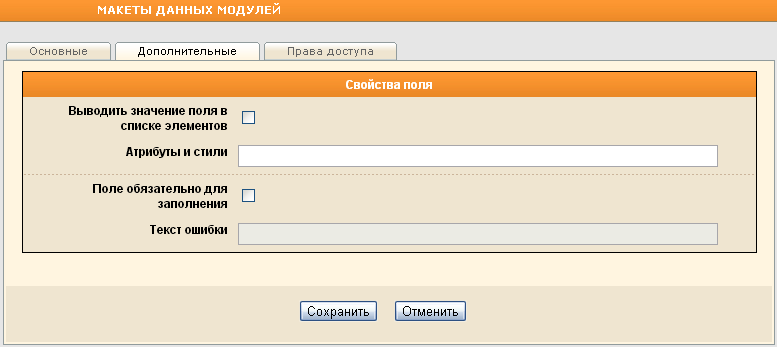 МАКЕТЫ ДАННЫХ МОДУЛЕЙ
Основные Дополнительные Права доступа
Свойства поля
Выводить значение поля в
списке элементов
Атрибуты и стили
Поле обязательно для
заполнения
Текст ошибки
Сохранить Отменить